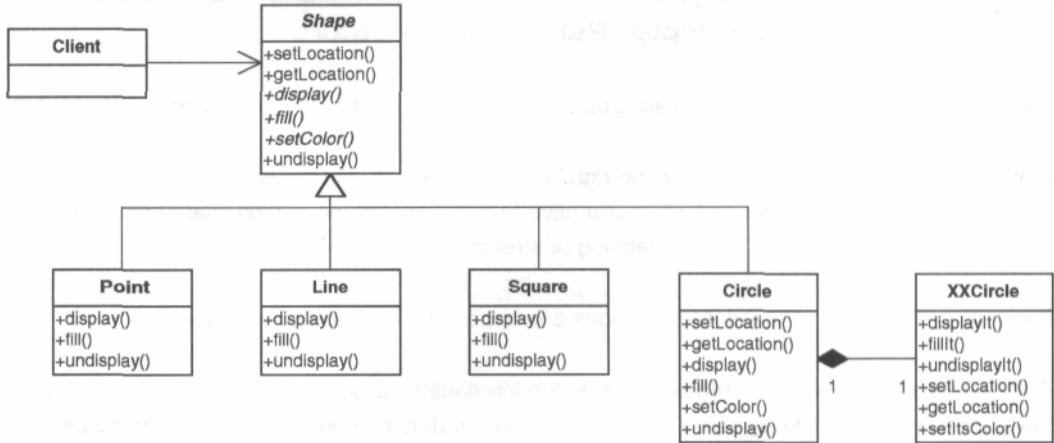 Shape
+setLocation()
+getLocation()
+display()
+fill()
+setColor()
+undisplay()
Client
Point
+display()
+fill()
+undisplay()
Line
+display()
+fill()
+undisplay()
Square
+display()
+fill()
+undisplay()
Circle
+setLocation()
+getLocation()
+display()
+fill()
+setColor()
+undisplay()
1
1
XXCircle
+displayIt()
+fillIt()
+undisplayIt()
+setLocation()
+getLocation()
+setItsColor()